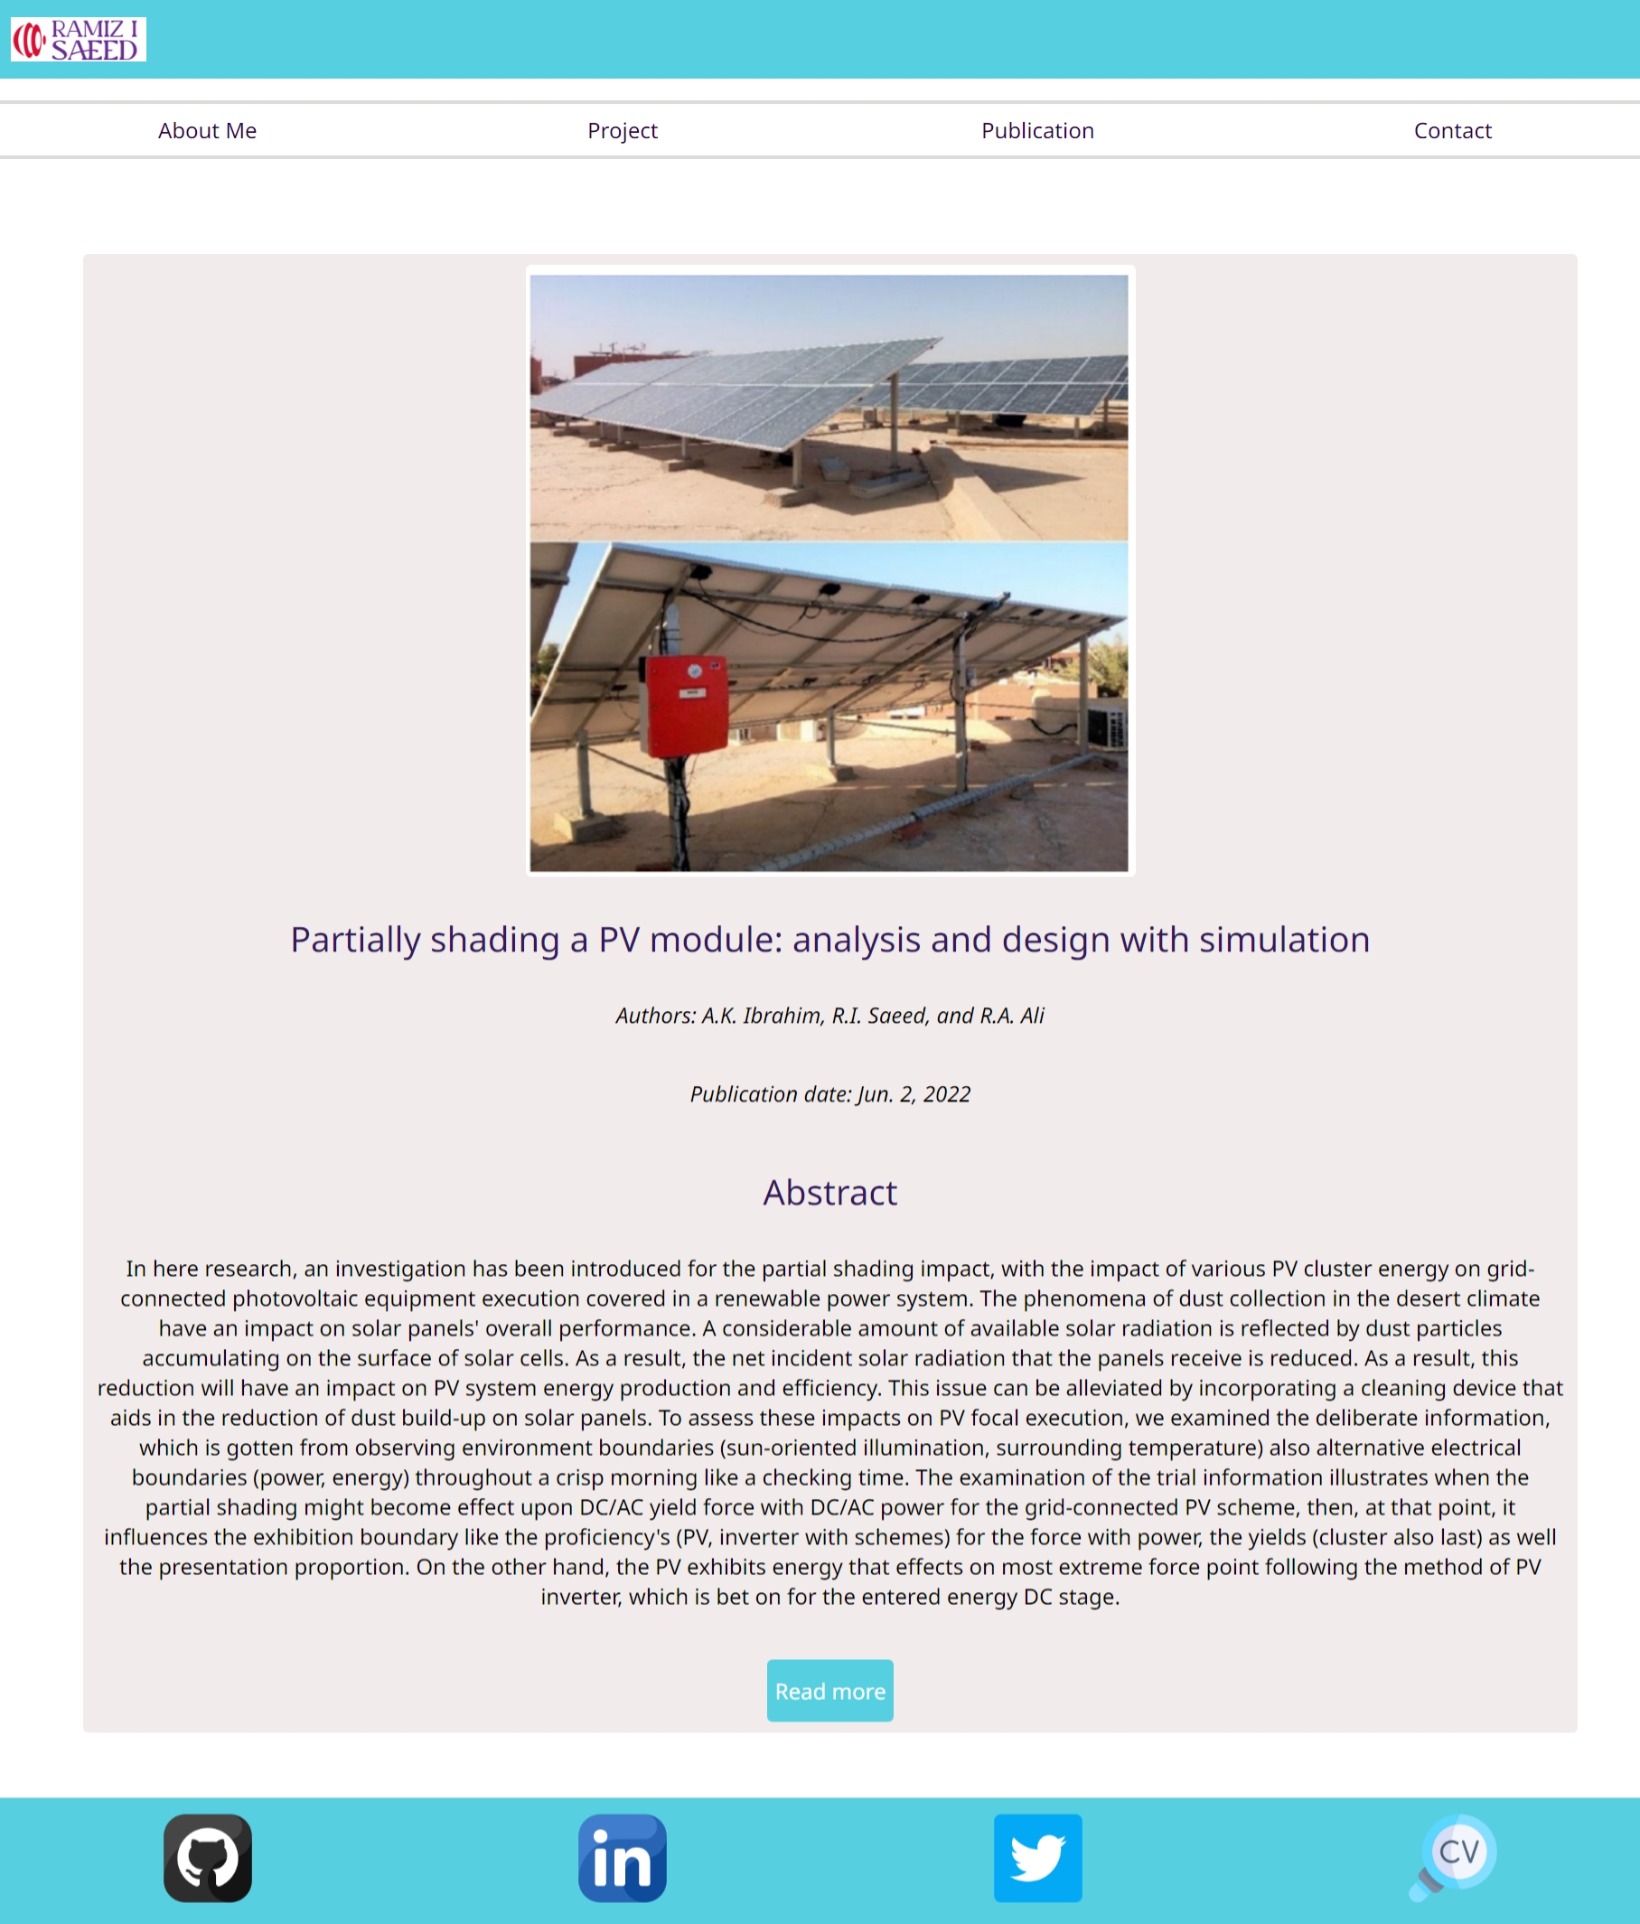 RAMIZ I
SAEED
About Me
Project
Publication
Contact
Partially shading a PV module: analysis and design with simulation
Authors: A.K. Ibrahim, R.I. Saeed, and R.A. Ali
Publication date: Jun. 2, 2022
Abstract
In here research, an investigation has been introduced for the partial shading impact, with the impact of various PV cluster energy on grid-
connected photovoltaic equipment execution covered in a renewable power system. The phenomena of dust collection in the desert climate
have an impact on solar panels' overall performance. A considerable amount of available solar radiation is reflected by dust particles
accumulating on the surface of solar cells. As a result, the net incident solar radiation that the panels receive is reduced. As a result, this
reduction will have an impact on PV system energy production and efficiency. This issue can be alleviated by incorporating a cleaning device that
aids in the reduction of dust build-up on solar panels. To assess these impacts on PV focal execution, we examined the deliberate information,
which is gotten from observing environment boundaries (sun-oriented illumination, surrounding temperature) also alternative electrical
boundaries (power, energy) throughout a crisp morning like a checking time. The examination of the trial information illustrates when the
partial shading might become effect upon DC/AC yield force with DC/AC power for the grid-connected PV scheme, then, at that point, it
influences the exhibition boundary like the proficiency's (PV, inverter with schemes) for the force with power, the yields (cluster also last) as well
the presentation proportion. On the other hand, the PV exhibits energy that effects on most extreme force point following the method of PV
inverter, which is bet on for the entered energy DC stage.
Read more
in
CV